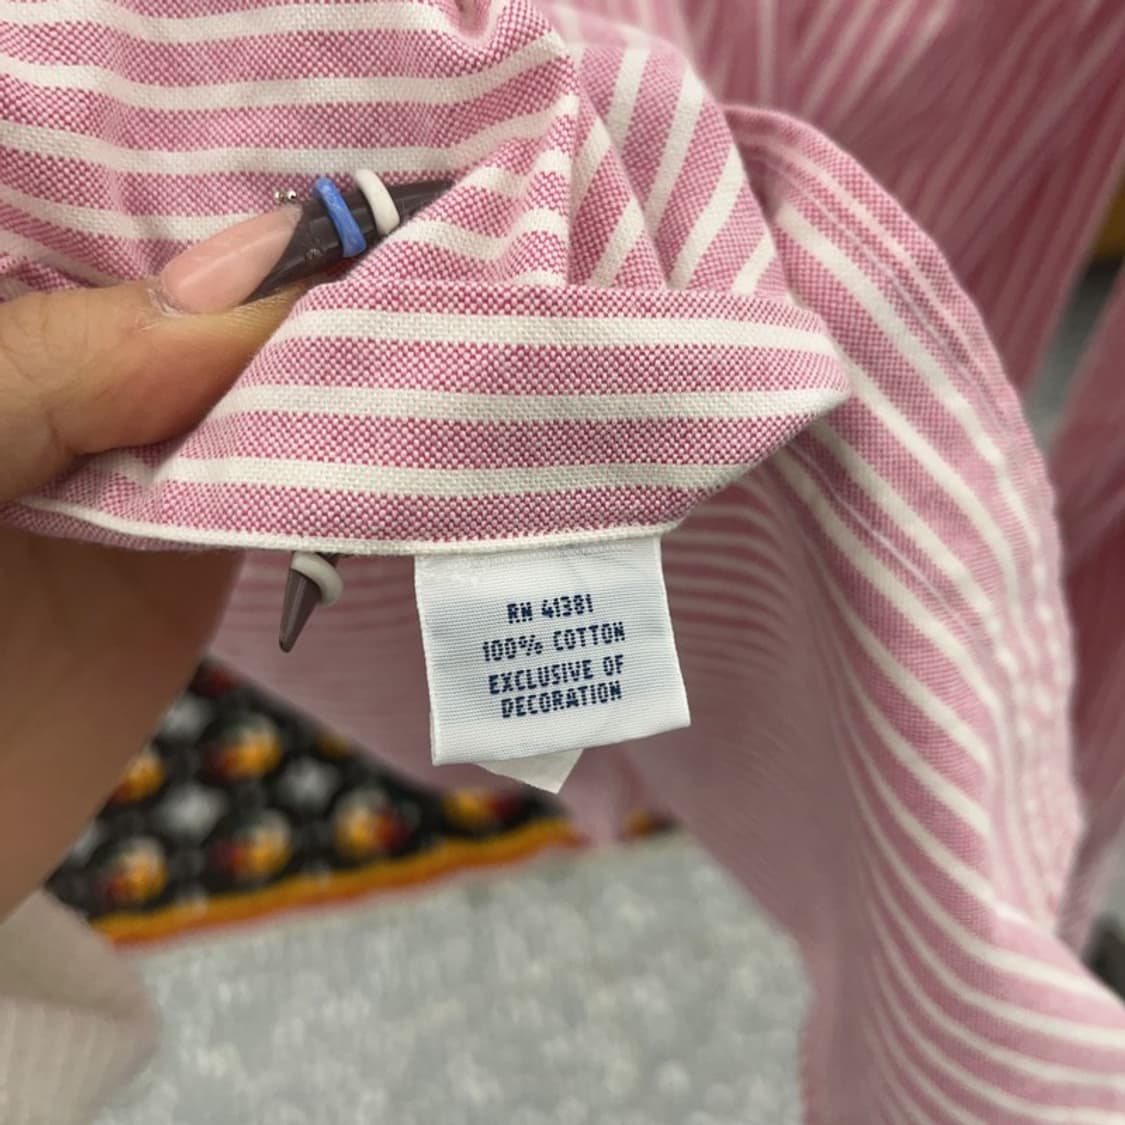 RN 41381
100% COTTON
EXCLUSIVE OF
DECORATION